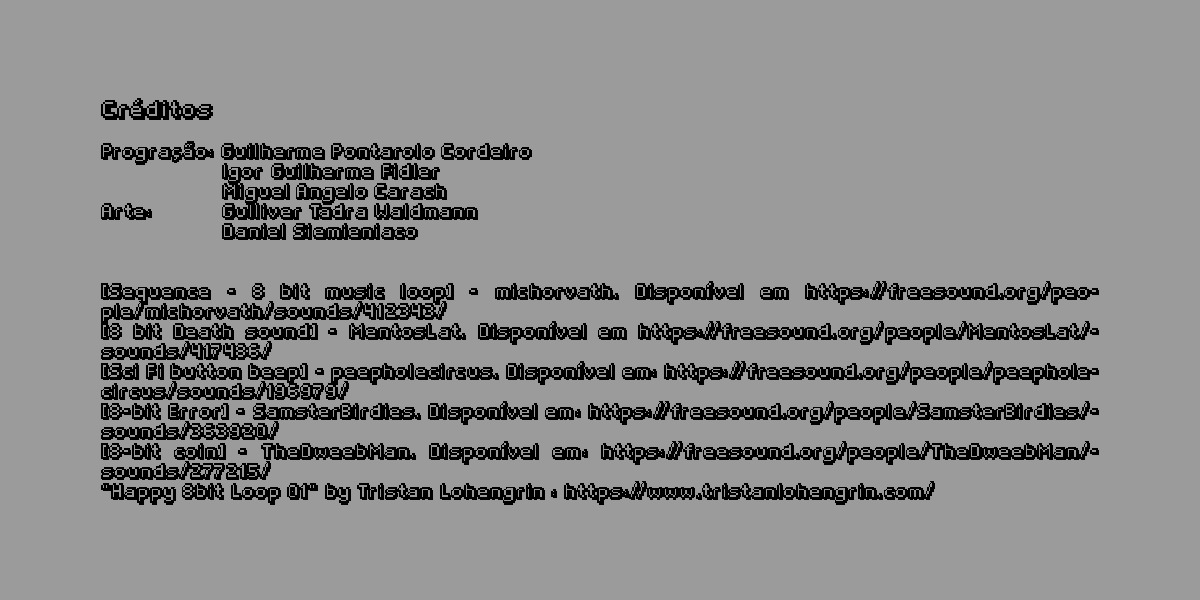 Créditos
Progração: Guilherme Pontarolo Cordeiro
Igor Guilherme Fidler
Miguel Angelo Carach
Arte: Gulliver Tadra Waldmann
Daniel Siemieniaco
[Sequence - 8 bit music loop] - michorvath. Disponível em https://freesound.org/peo-
ple/michorvath/sounds/412343/
[8 bit Death sound] - MentosLat. Disponível em https://freesound.org/people/MentosLat/-
sounds/417486/
[Sci Fi button beep] - peepholecircus. Disponível em: https://freesound.org/people/peephole-
circus/sounds/196979/
[8-bit Error] - SamsterBirdies. Disponível em: https://freesound.org/people/SamsterBirdies/-
sounds/363920/
[8-bit coin] - TheDweebMan. Disponível em: https://freesound.org/people/TheDweebMan/-
sounds/277215/
"Happy 8bit Loop 01" by Tristan Lohengrin : https://www.tristanlohengrin.com/